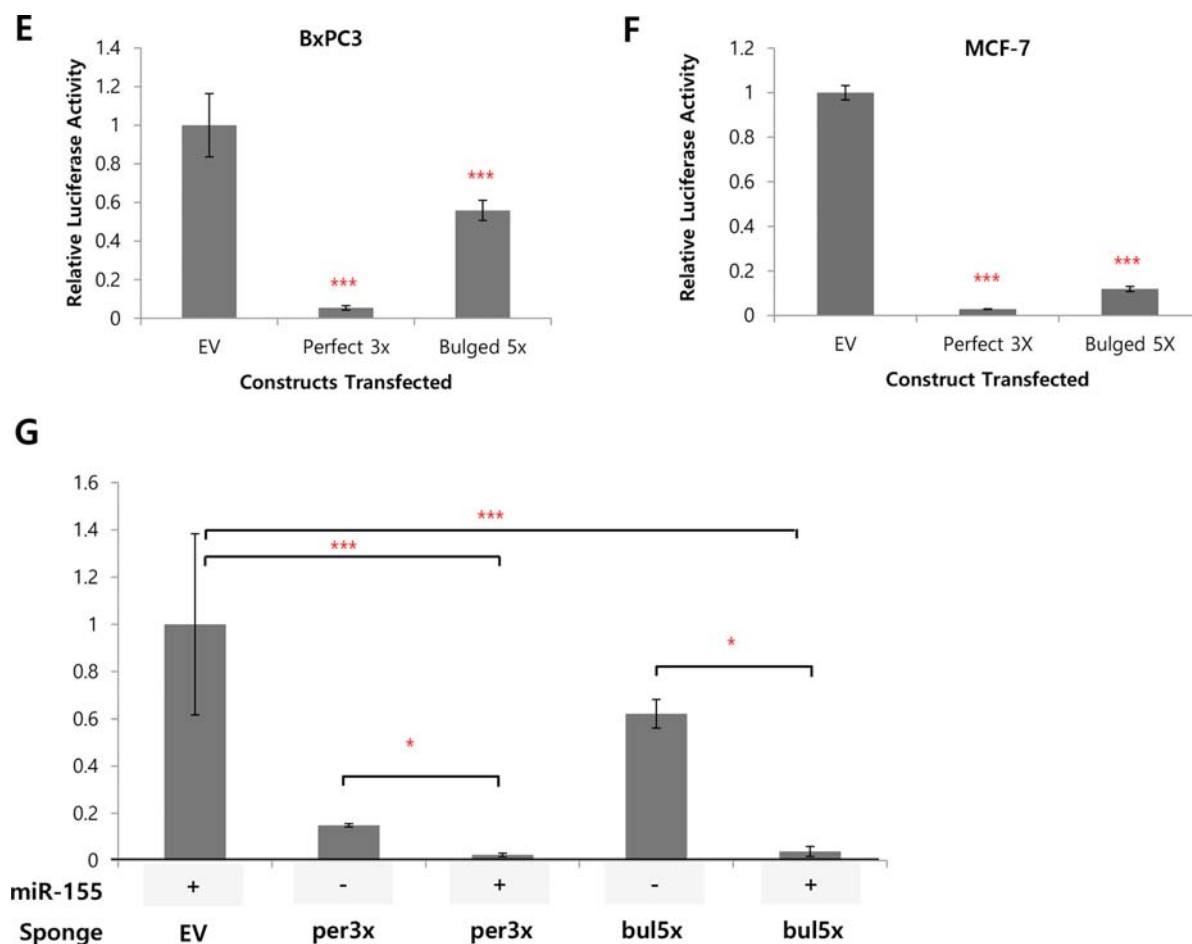 E
BxPC3
Relative Luciferase Activity
1.4
1.2
1
0.8
0.6
0.4
0.2
0
***
***
EV Perfect 3x Bulged 5x
Constructs Transfected
F
MCF-7
Relative Luciferase Activity
1.2
1
0.8
0.6
0.4
0.2
0
***
***
EV Perfect 3X Bulged 5X
Construct Transfected
G
1.6
1.4
1.2
1
0.8
0.6
0.4
0.2
0
***
***
*
*
miR-155 + - + - +
Sponge EV per3x per3x bul5x bul5x